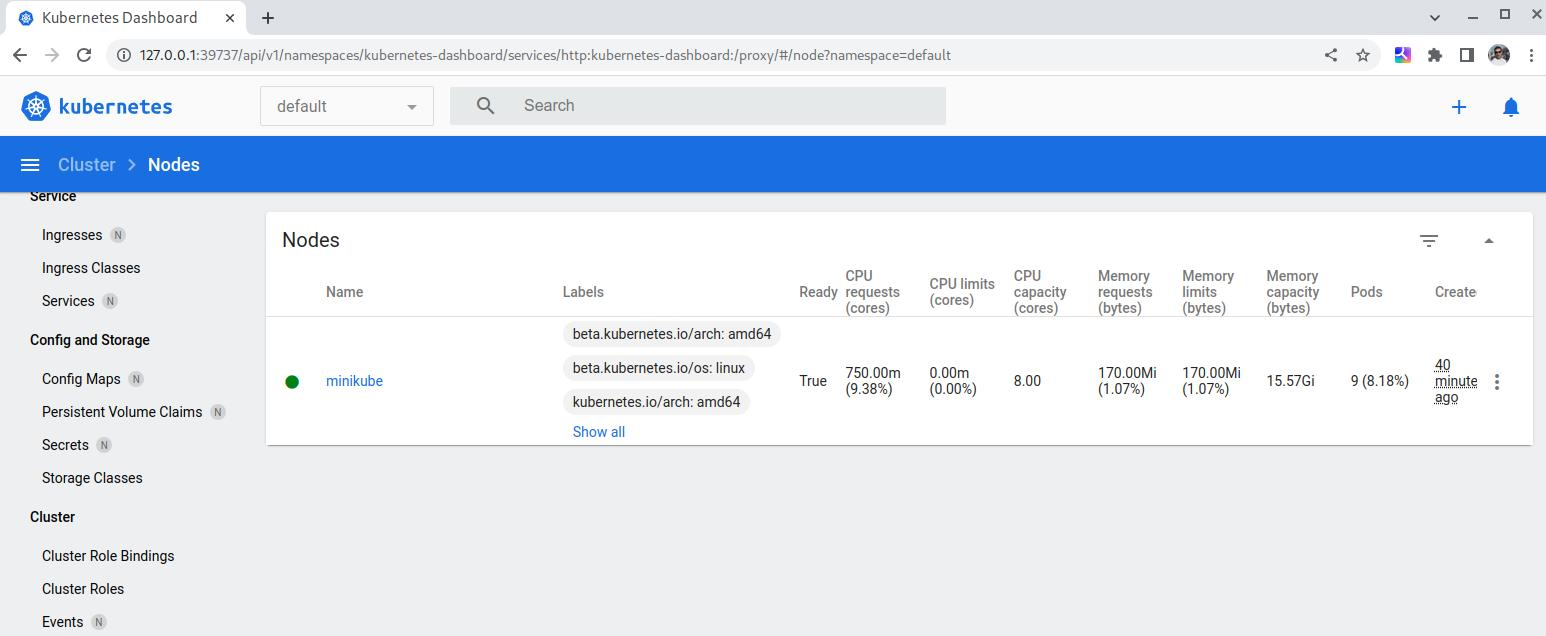 Kubernetes Dashboard
127.0.0.1:39737/api/v1/namespaces/kubernetes-dashboard/services/http:kubernetes-dashboard:/proxy/#/node?namespace=default
kubernetes
default
Search
Cluster
Nodes
Service
Ingresses N
Ingress Classes
Services N
Config and Storage
Config Maps N
Persistent Volume Claims N
Secrets N
Storage Classes
Cluster
Cluster Role Bindings
Cluster Roles
Events N
Nodes
Name
Labels
Ready
CPU
requests
(cores)
CPU limits
(cores)
CPU
capacity
(cores)
Memory
requests
(bytes)
Memory
limits
(bytes)
Memory
capacity
(bytes)
Pods
Create
minikube
beta.kubernetes.io/arch: amd64
beta.kubernetes.io/os: linux
kubernetes.io/arch: amd64
Show all
True
750.00m
(9.38%)
0.00m
(0.00%)
8.00
170.00Mi
(1.07%)
170.00Mi
(1.07%)
15.57Gi
9 (8.18%)
40
minute
ago